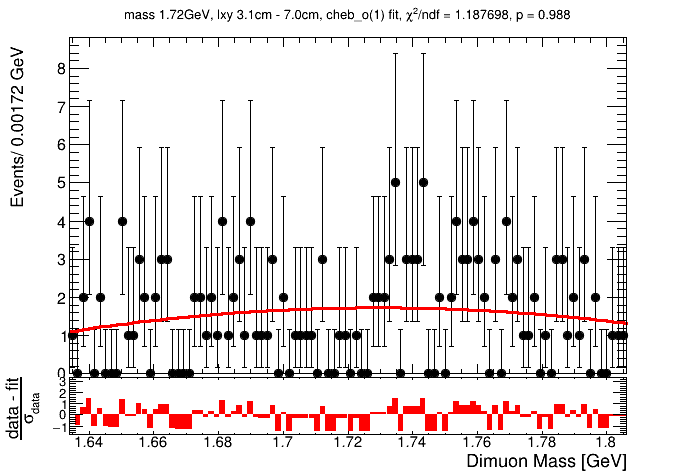 mass 1.72GeV, lxy 3.1cm - 7.0cm, cheb_o(1) fit, χ²/ndf = 1.187698, p = 0.988
Events/ 0.00172 GeV
8
7
6
5
4
3
2
1
0
data - fit
σdata
3
2
1
0
−1
1.64 1.66 1.68 1.7 1.72 1.74 1.76 1.78 1.8
Dimuon Mass [GeV]